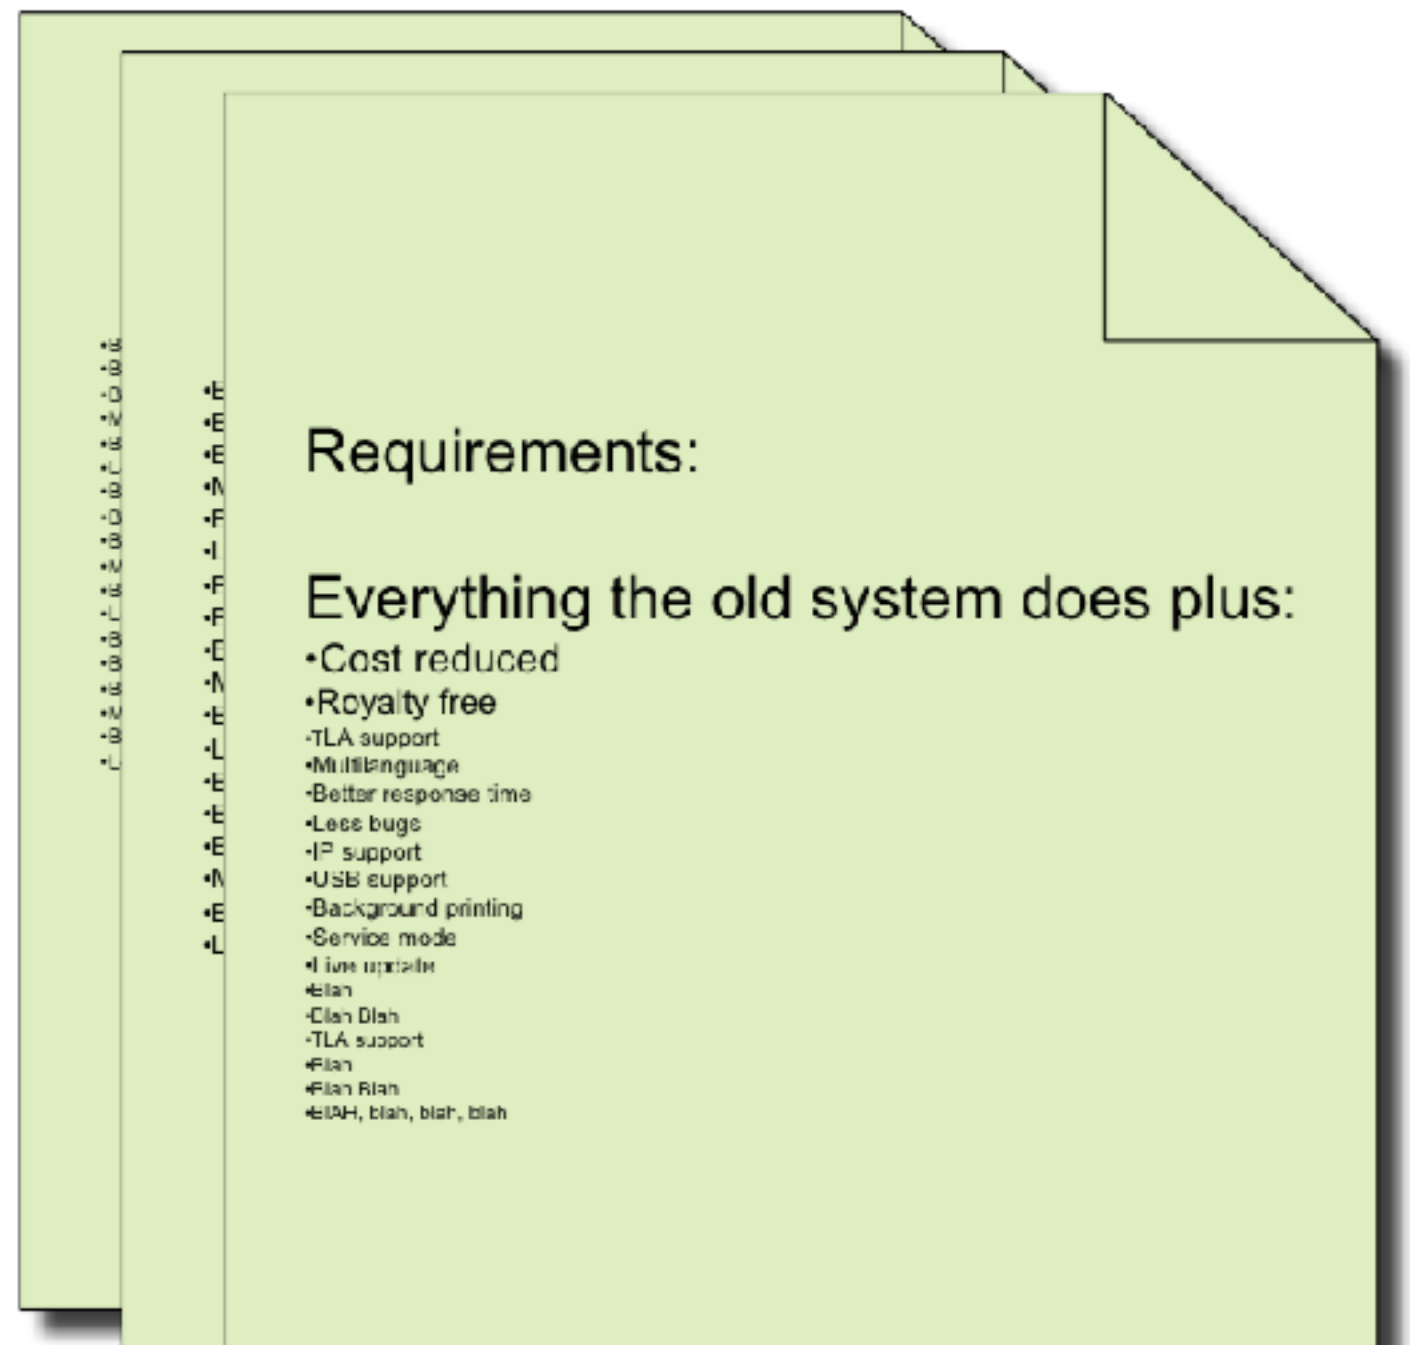 Requirements:
Everything the old system does plus:
•Cost reduced
•Royalty free
•TLA support
•Multilanguage
•Better response time
•Less bugs
•IP support
•USB support
•Background printing
•Service mode
•Live update
•Blah
•Blah Blah
•TLA support
•Blah
•Blah Blah
•BlAH, blah, blah, blah